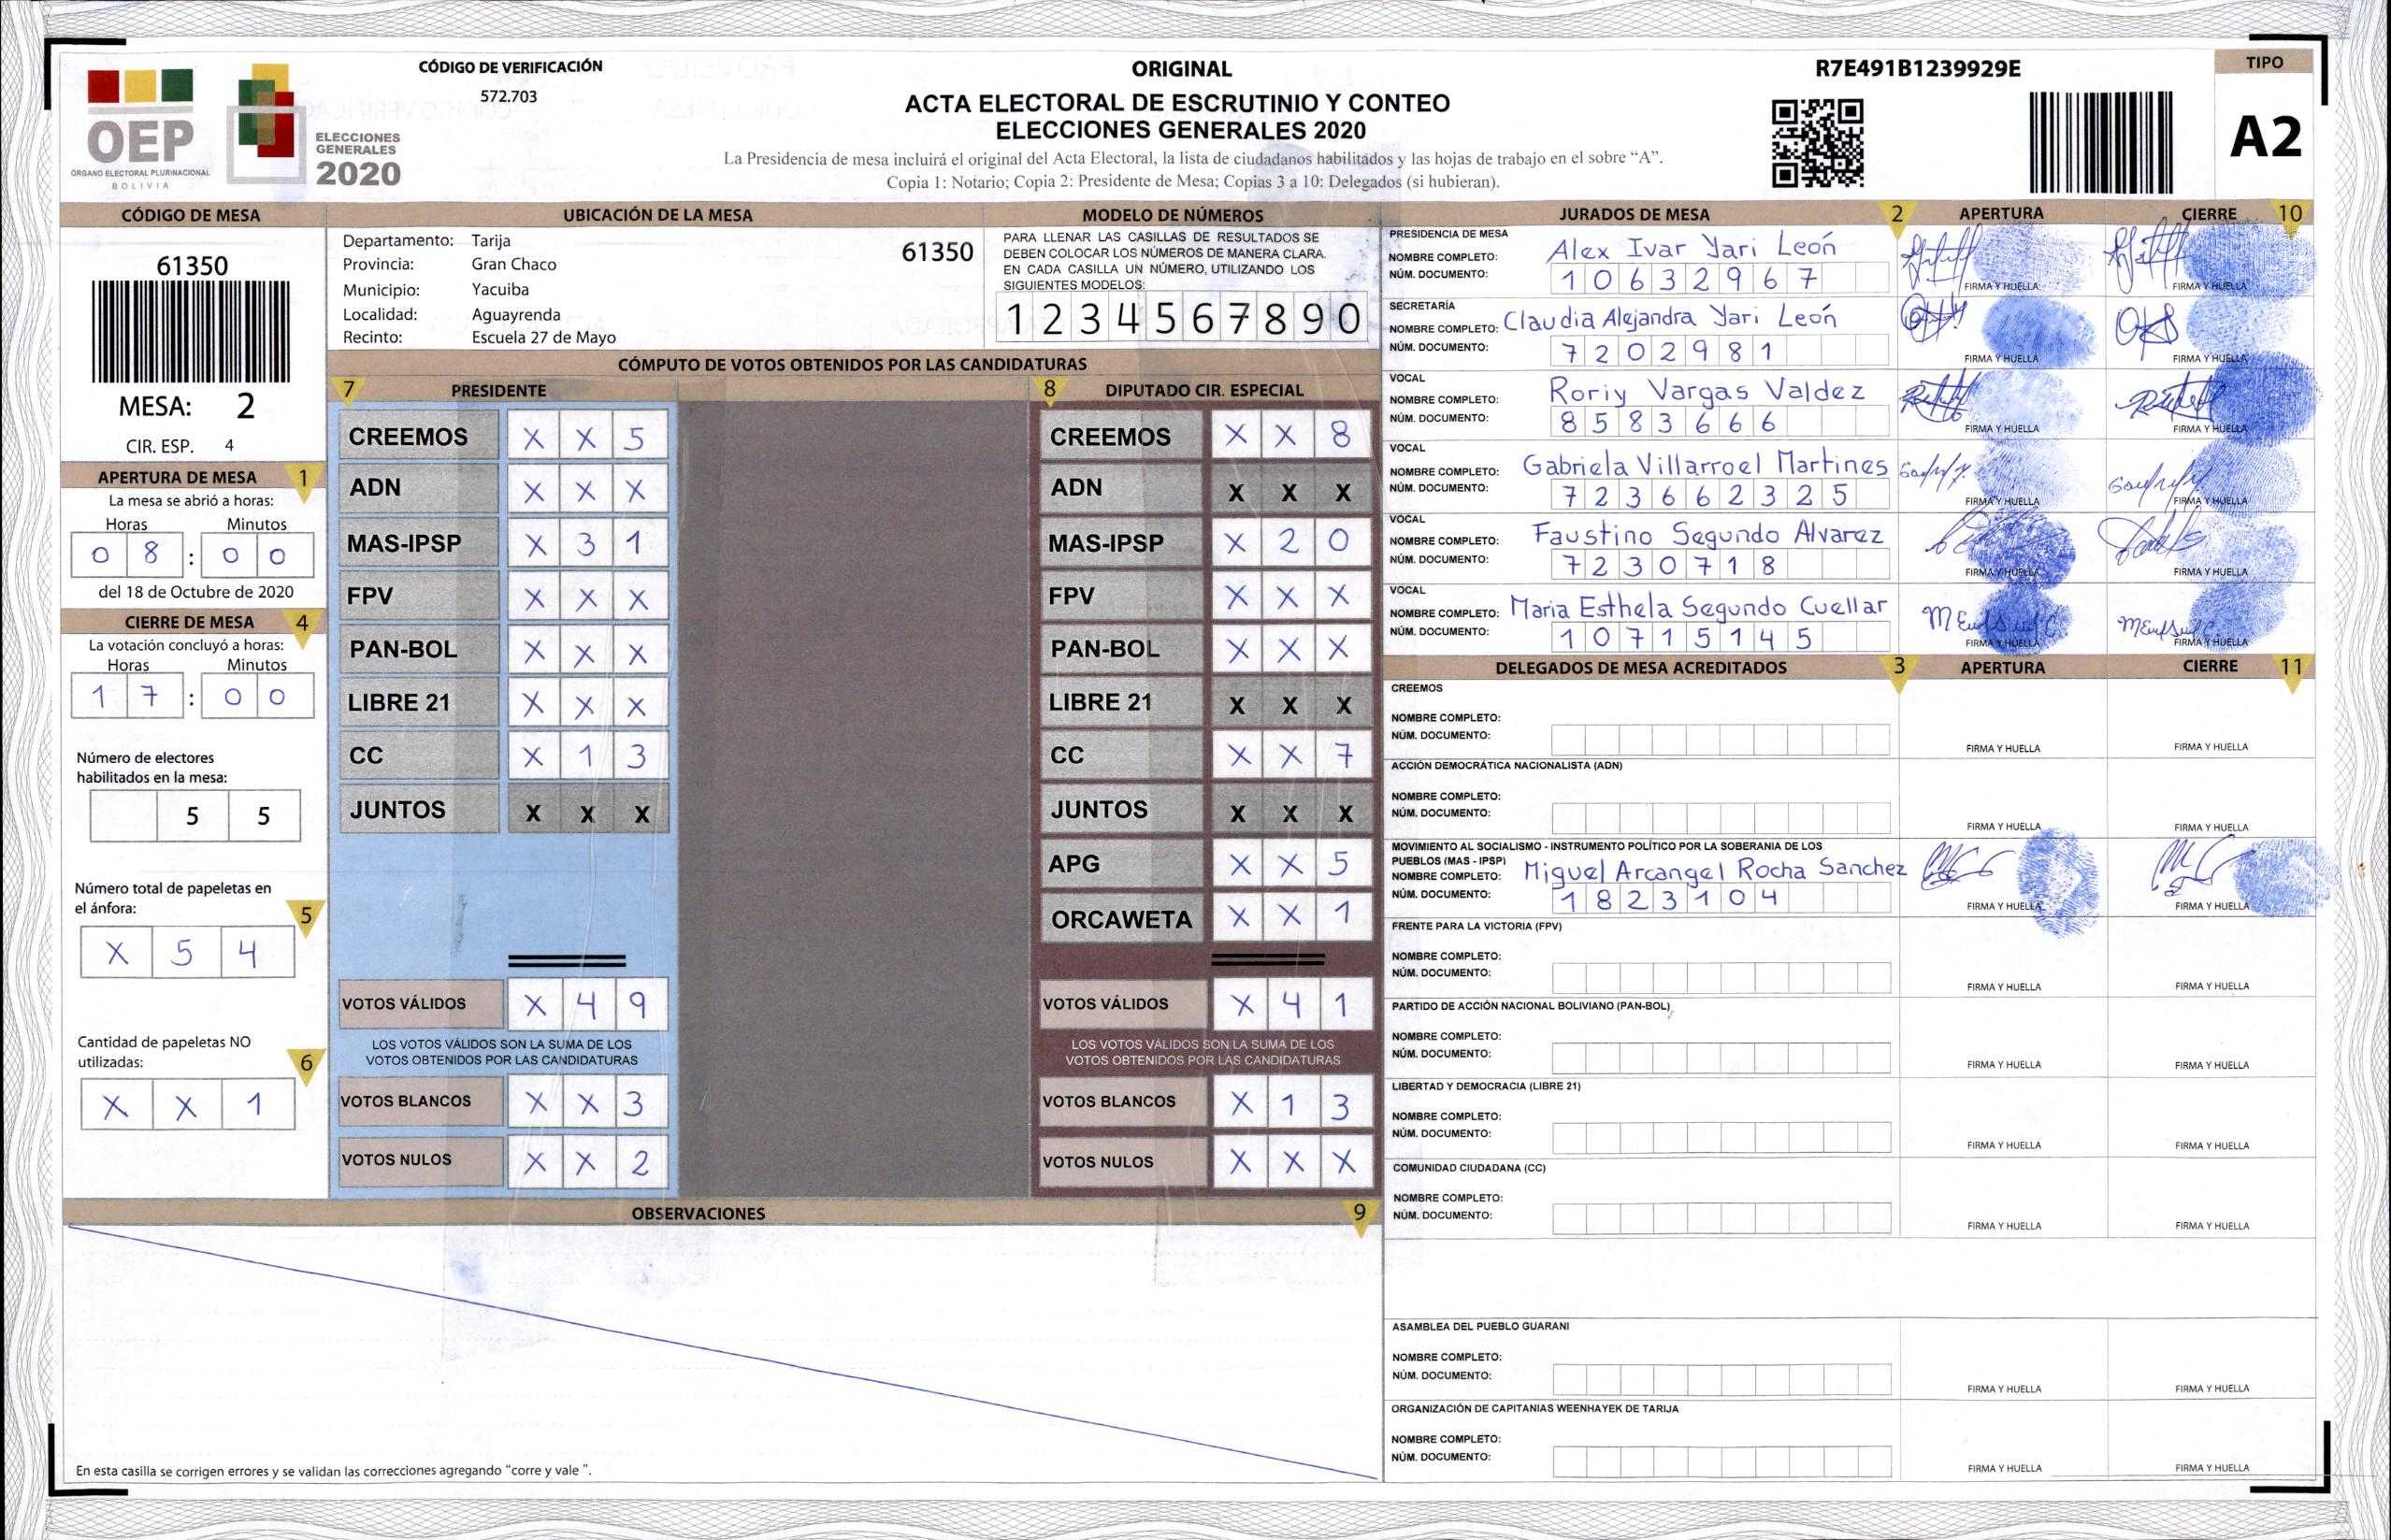 CÓDIGO DE VERIFICACIÓN
572.703
OEP
ÓRGANO ELECTORAL PLURINACIONAL
BOLIVIA
ELECCIONES
GENERALES
2020
ORIGINAL
ACTA ELECTORAL DE ESCRUTINIO Y CONTEO
ELECCIONES GENERALES 2020
La Presidencia de mesa incluirá el original del Acta Electoral, la lista de ciudadanos habilitados y las hojas de trabajo en el sobre “A”.
Copia 1: Notario; Copia 2: Presidente de Mesa; Copias 3 a 10: Delegados (si hubieran).
R7E491B1239929E
TIPO
A2
CÓDIGO DE MESA
61350
MESA: 2
CIR. ESP. 4
APERTURA DE MESA 1
La mesa se abrió a horas:
Horas Minutos
0 8 : 0 0
del 18 de Octubre de 2020
CIERRE DE MESA 4
La votación concluyó a horas:
Horas Minutos
1 7 : 0 0
Número de electores
habilitados en la mesa:
5 5
Número total de papeletas en
el ánfora: 5
X 5 4
Cantidad de papeletas NO
utilizadas: 6
X X 1
UBICACIÓN DE LA MESA
Departamento: Tarija
61350
Provincia: Gran Chaco
Municipio: Yacuiba
Localidad: Aguayrenda
Recinto: Escuela 27 de Mayo
MODELO DE NÚMEROS
PARA LLENAR LAS CASILLAS DE RESULTADOS SE
DEBEN COLOCAR LOS NÚMEROS DE MANERA CLARA.
EN CADA CASILLA UN NÚMERO, UTILIZANDO LOS
SIGUIENTES MODELOS:
1 2 3 4 5 6 7 8 9 0
CÓMPUTO DE VOTOS OBTENIDOS POR LAS CANDIDATURAS
7 PRESIDENTE
CREEMOS X X 5
ADN X X X
MAS-IPSP X 3 1
FPV X X X
PAN-BOL X X X
LIBRE 21 X X X
CC X 1 3
JUNTOS X X X
VOTOS VÁLIDOS X 4 9
LOS VOTOS VÁLIDOS SON LA SUMA DE LOS
VOTOS OBTENIDOS POR LAS CANDIDATURAS
VOTOS BLANCOS X X 3
VOTOS NULOS X X 2
8 DIPUTADO CIR. ESPECIAL
CREEMOS X X 8
ADN X X X
MAS-IPSP X 2 0
FPV X X X
PAN-BOL X X X
LIBRE 21 X X X
CC X X 7
JUNTOS X X X
APG X X 5
ORCAWETA X X 1
VOTOS VÁLIDOS X 4 1
LOS VOTOS VÁLIDOS SON LA SUMA DE LOS
VOTOS OBTENIDOS POR LAS CANDIDATURAS
VOTOS BLANCOS X 1 3
VOTOS NULOS X X X
OBSERVACIONES 9
En esta casilla se corrigen errores y se validan las correcciones agregando “corre y vale ”.
JURADOS DE MESA 2 APERTURA CIERRE 10
PRESIDENCIA DE MESA
NOMBRE COMPLETO: Alex Ivar Yari León
NÚM. DOCUMENTO: 1 0 6 3 2 9 6 7
FIRMA Y HUELLA FIRMA Y HUELLA
SECRETARÍA
NOMBRE COMPLETO: Claudia Alejandra Yari León
NÚM. DOCUMENTO: 7 2 0 2 9 8 1
FIRMA Y HUELLA FIRMA Y HUELLA
VOCAL
NOMBRE COMPLETO: Roriy Vargas Valdez
NÚM. DOCUMENTO: 8 5 8 3 6 6 6
FIRMA Y HUELLA FIRMA Y HUELLA
VOCAL
NOMBRE COMPLETO: Gabriela Villarroel Martines
NÚM. DOCUMENTO: 7 2 3 6 6 2 3 2 5
FIRMA Y HUELLA FIRMA Y HUELLA
VOCAL
NOMBRE COMPLETO: Faustino Segundo Alvarez
NÚM. DOCUMENTO: 7 2 3 0 7 1 8
FIRMA Y HUELLA FIRMA Y HUELLA
VOCAL
NOMBRE COMPLETO: Maria Esthela Segundo Cuellar
NÚM. DOCUMENTO: 1 0 7 1 5 1 4 5
FIRMA Y HUELLA FIRMA Y HUELLA
DELEGADOS DE MESA ACREDITADOS 3 APERTURA CIERRE 11
CREEMOS
NOMBRE COMPLETO:
NÚM. DOCUMENTO:
FIRMA Y HUELLA FIRMA Y HUELLA
ACCIÓN DEMOCRÁTICA NACIONALISTA (ADN)
NOMBRE COMPLETO:
NÚM. DOCUMENTO:
FIRMA Y HUELLA FIRMA Y HUELLA
MOVIMIENTO AL SOCIALISMO - INSTRUMENTO POLÍTICO POR LA SOBERANIA DE LOS
PUEBLOS (MAS - IPSP)
NOMBRE COMPLETO: Miguel Arcangel Rocha Sanchez
NÚM. DOCUMENTO: 1 8 2 3 1 0 4
FIRMA Y HUELLA FIRMA Y HUELLA
FRENTE PARA LA VICTORIA (FPV)
NOMBRE COMPLETO:
NÚM. DOCUMENTO:
FIRMA Y HUELLA FIRMA Y HUELLA
PARTIDO DE ACCIÓN NACIONAL BOLIVIANO (PAN-BOL)
NOMBRE COMPLETO:
NÚM. DOCUMENTO:
FIRMA Y HUELLA FIRMA Y HUELLA
LIBERTAD Y DEMOCRACIA (LIBRE 21)
NOMBRE COMPLETO:
NÚM. DOCUMENTO:
FIRMA Y HUELLA FIRMA Y HUELLA
COMUNIDAD CIUDADANA (CC)
NOMBRE COMPLETO:
NÚM. DOCUMENTO:
FIRMA Y HUELLA FIRMA Y HUELLA
ASAMBLEA DEL PUEBLO GUARANI
NOMBRE COMPLETO:
NÚM. DOCUMENTO:
FIRMA Y HUELLA FIRMA Y HUELLA
ORGANIZACIÓN DE CAPITANIAS WEENHAYEK DE TARIJA
NOMBRE COMPLETO:
NÚM. DOCUMENTO:
FIRMA Y HUELLA FIRMA Y HUELLA